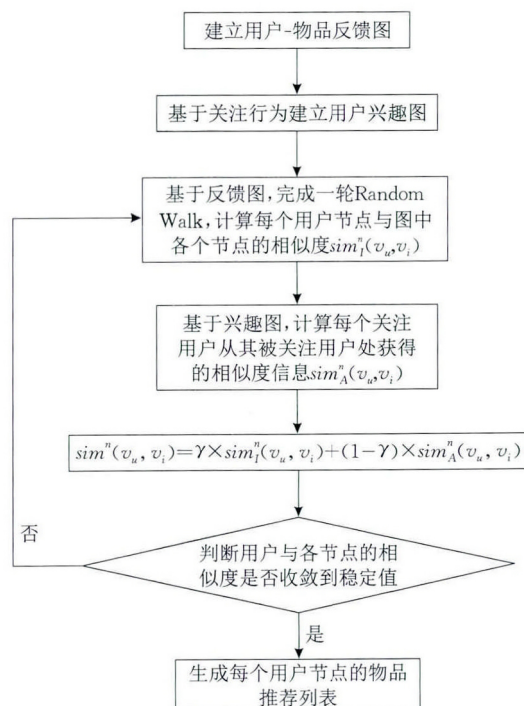 建立用户-物品反馈图
基于关注行为建立用户兴趣图
基于反馈图,完成一轮Random
Walk,计算每个用户节点与图中
各个节点的相似度simⁿ_I(v_u,v_i)
基于兴趣图,计算每个关注
用户从其被关注用户处获得
的相似度信息simⁿ_A(v_u,v_i)
simⁿ(v_u, v_i)=γ×simⁿ_I(v_u, v_i)+(1-γ)×simⁿ_A(v_u, v_i)
否
判断用户与各节点的相
似度是否收敛到稳定值
是
生成每个用户节点的物品
推荐列表